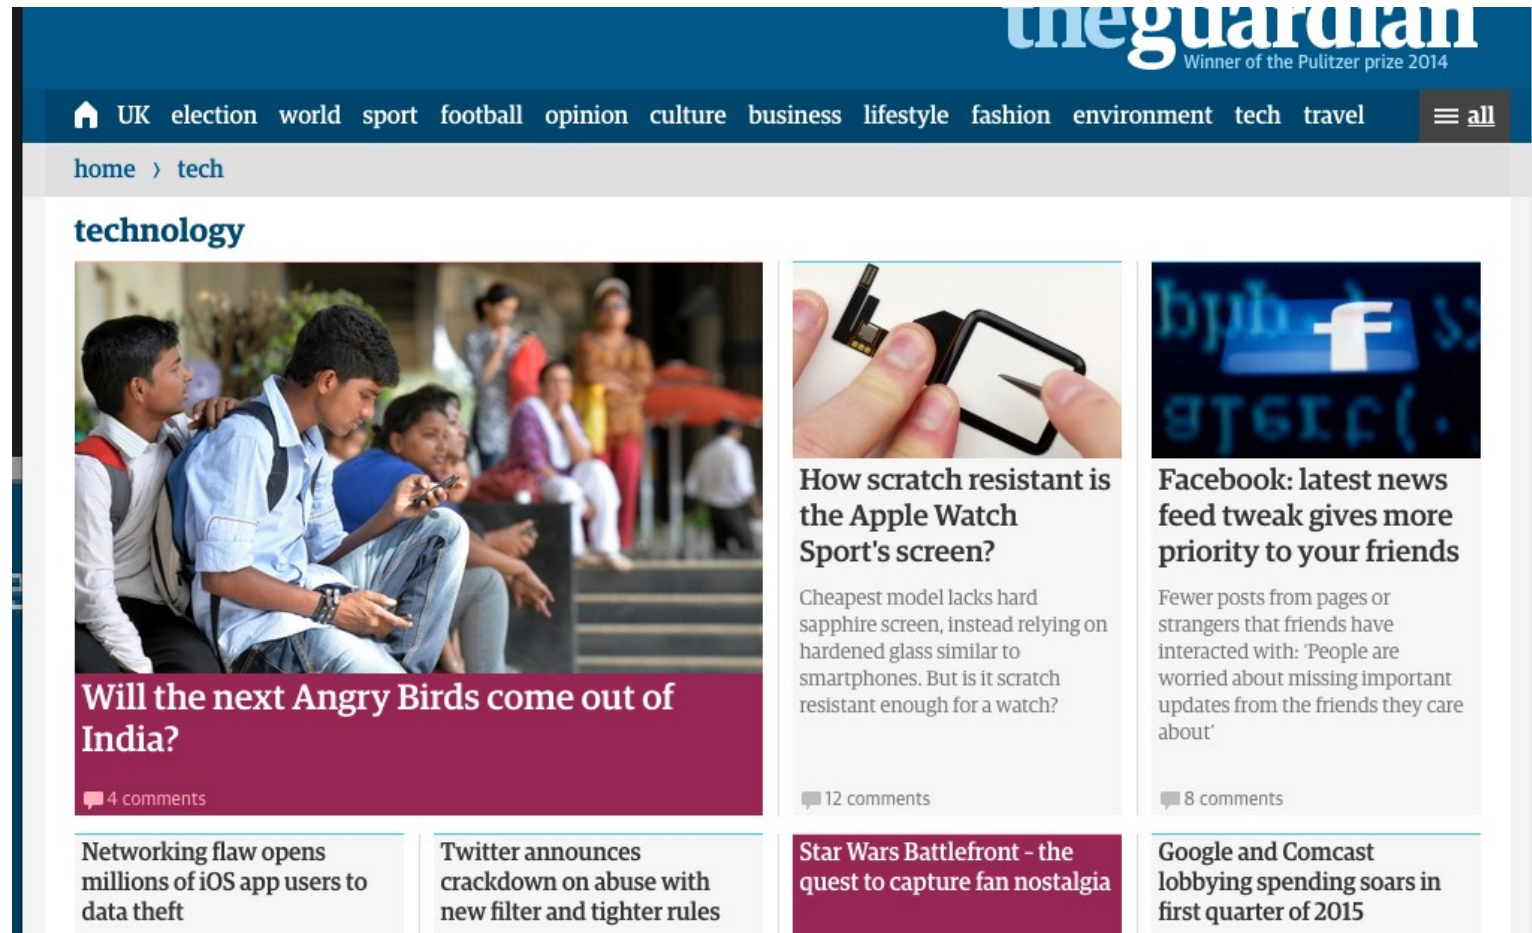 theguardian
Winner of the Pulitzer prize 2014
UK election world sport football opinion culture business lifestyle fashion environment tech travel all
home › tech
technology
Will the next Angry Birds come out of
India?
4 comments
How scratch resistant is
the Apple Watch
Sport's screen?
Cheapest model lacks hard
sapphire screen, instead relying on
hardened glass similar to
smartphones. But is it scratch
resistant enough for a watch?
12 comments
Facebook: latest news
feed tweak gives more
priority to your friends
Fewer posts from pages or
strangers that friends have
interacted with: ‘People are
worried about missing important
updates from the friends they care
about’
8 comments
Networking flaw opens
millions of iOS app users to
data theft
Twitter announces
crackdown on abuse with
new filter and tighter rules
Star Wars Battlefront – the
quest to capture fan nostalgia
Google and Comcast
lobbying spending soars in
first quarter of 2015